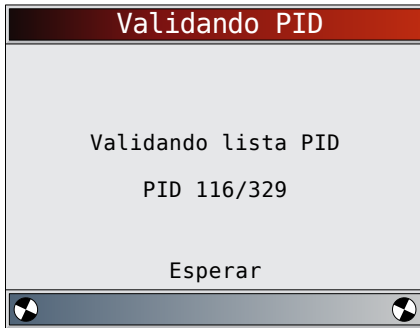 Validando PID
Validando lista PID
PID 116/329
Esperar